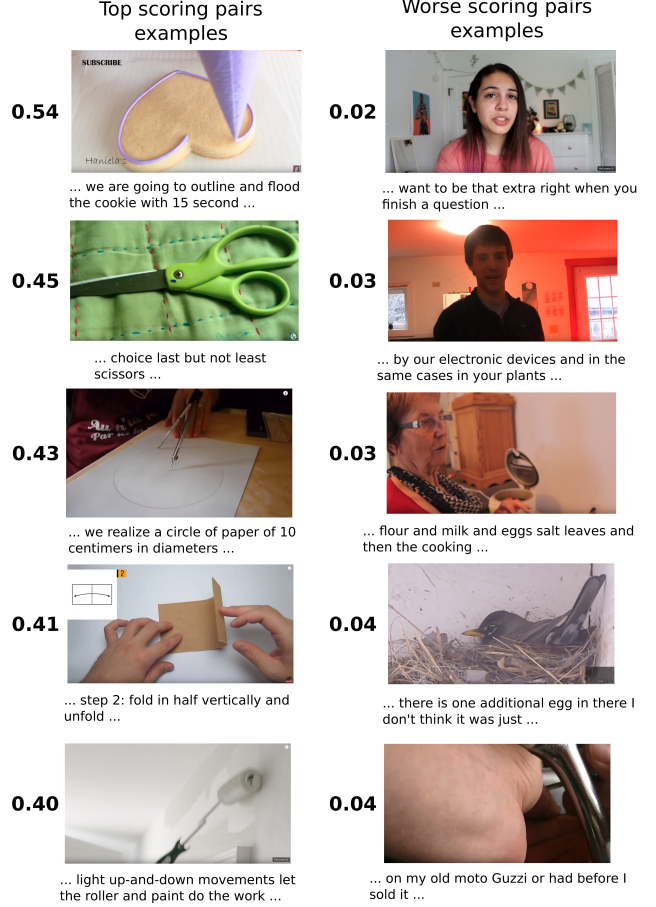 Top scoring pairs
examples
Worse scoring pairs
examples
SUBSCRIBE
Haniela's
0.54
... we are going to outline and flood
the cookie with 15 second ...
0.02
... want to be that extra right when you
finish a question ...
0.45
... choice last but not least
scissors ...
0.03
... by our electronic devices and in the
same cases in your plants ...
0.43
... we realize a circle of paper of 10
centimers in diameters ...
0.03
... flour and milk and eggs salt leaves and
then the cooking ...
2
0.41
... step 2: fold in half vertically and
unfold ...
0.04
... there is one additional egg in there I
don't think it was just ...
0.40
... light up-and-down movements let
the roller and paint do the work ...
0.04
... on my old moto Guzzi or had before I
sold it ...